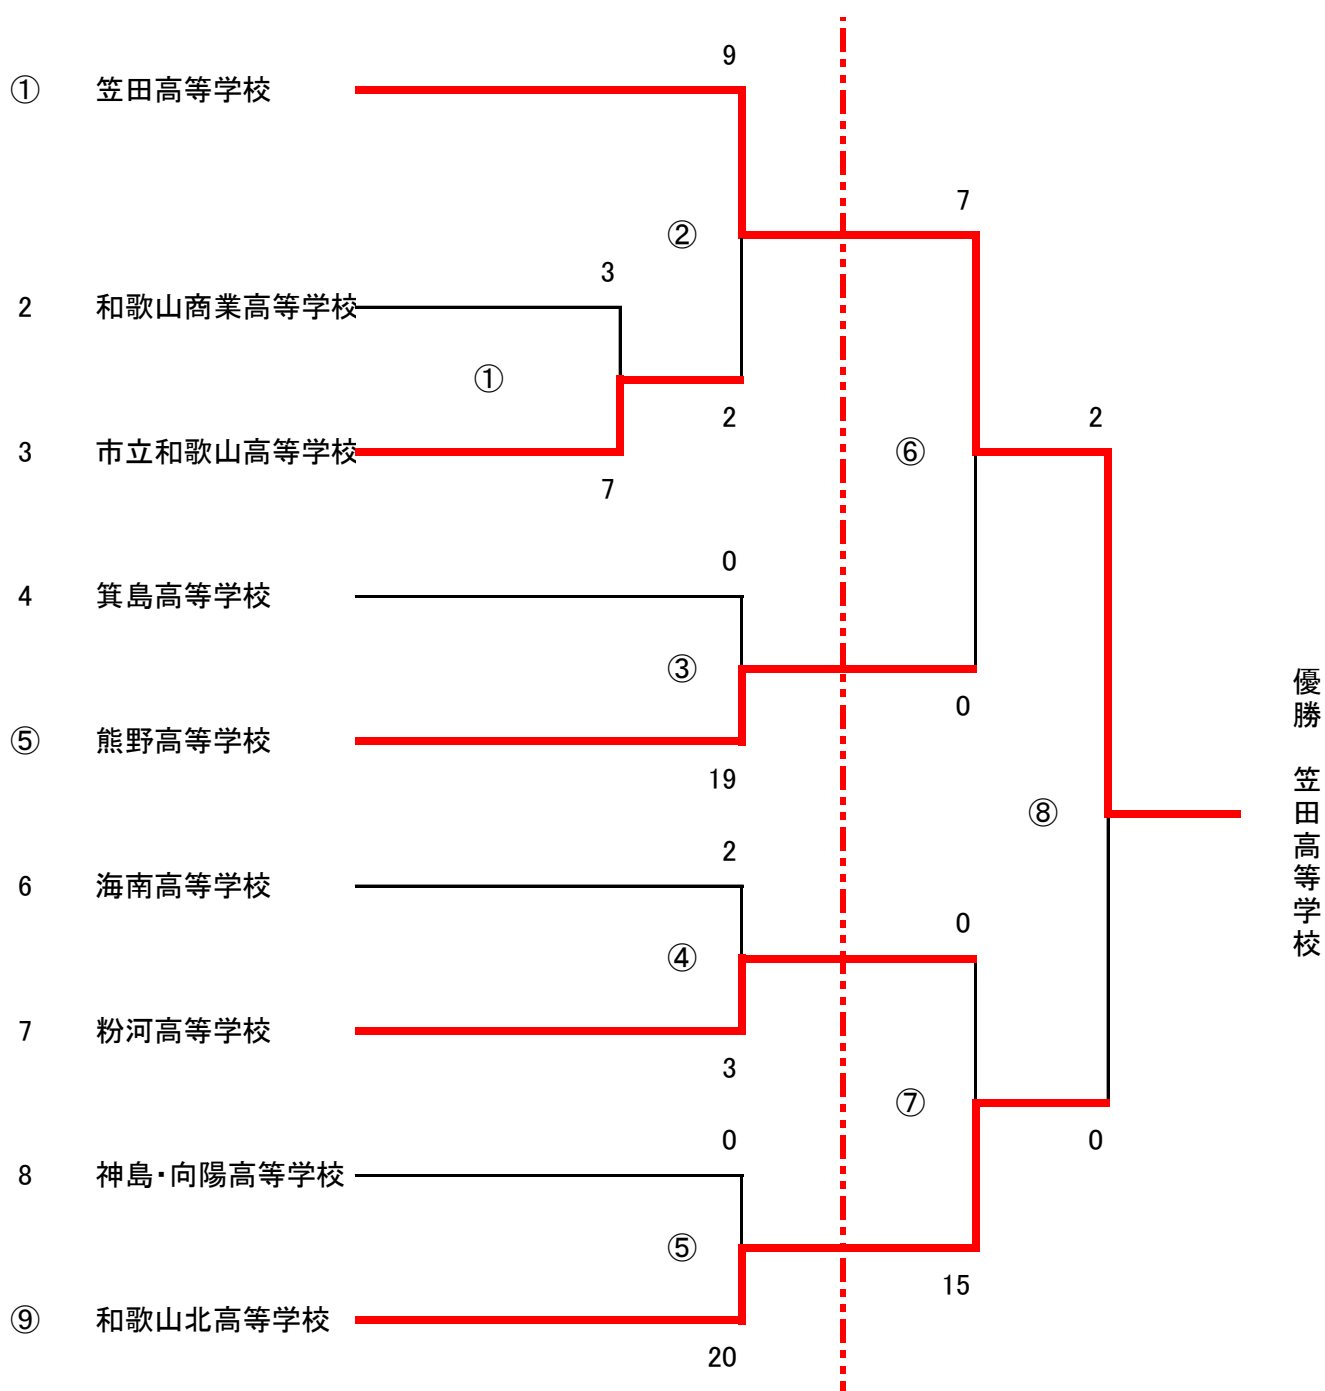 9
① 笠田高等学校
7
②
3
2 和歌山商業高等学校
①
2
2
3 市立和歌山高等学校
⑥
7
0
4 箕島高等学校
③
優勝 笠田高等学校
0
⑤ 熊野高等学校
19
⑧
2
6 海南高等学校
0
④
7 粉河高等学校
3
⑦
0
0
8 神島・向陽高等学校
⑤
15
⑨ 和歌山北高等学校
20